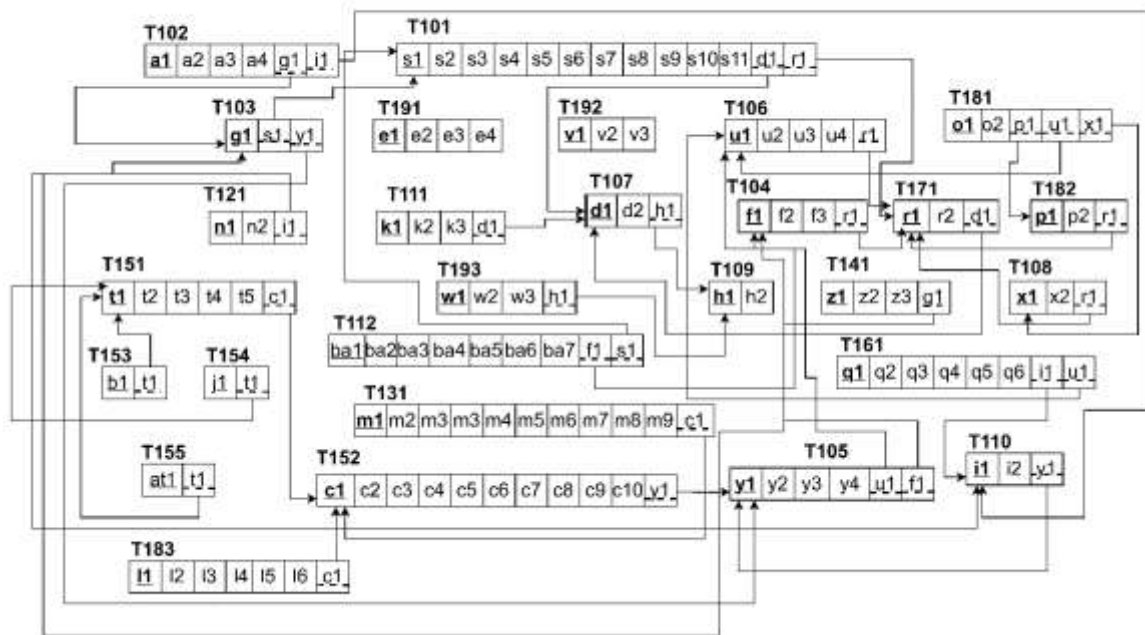 T102
a1 a2 a3 a4 g1 i1
T101
s1 s2 s3 s4 s5 s6 s7 s8 s9 s10 s11 d1 r1
T103
g1 s1 y1
T191
e1 e2 e3 e4
T192
v1 v2 v3
T106
u1 u2 u3 u4 r1
T181
o1 o2 p1 u1 x1
T121
n1 n2 i1
T111
k1 k2 k3 d1
T107
d1 d2 h1
T104
f1 f2 f3 r1
T171
r1 r2 d1
T182
p1 p2 r1
T151
t1 t2 t3 t4 t5 c1
T193
w1 w2 w3 h1
T109
h1 h2
T141
z1 z2 z3 g1
T108
x1 x2 r1
T112
ba1 ba2 ba3 ba4 ba5 ba6 ba7 f1 s1
T153
b1 t1
T154
j1 t1
T161
q1 q2 q3 q4 q5 q6 i1 u1
T131
m1 m2 m3 m3 m4 m5 m6 m7 m8 m9 c1
T155
at1 t1
T152
c1 c2 c3 c4 c5 c6 c7 c8 c9 c10 y1
T105
y1 y2 y3 y4 u1 f1
T110
i1 i2 y1
T183
l1 l2 l3 l4 l5 l6 c1